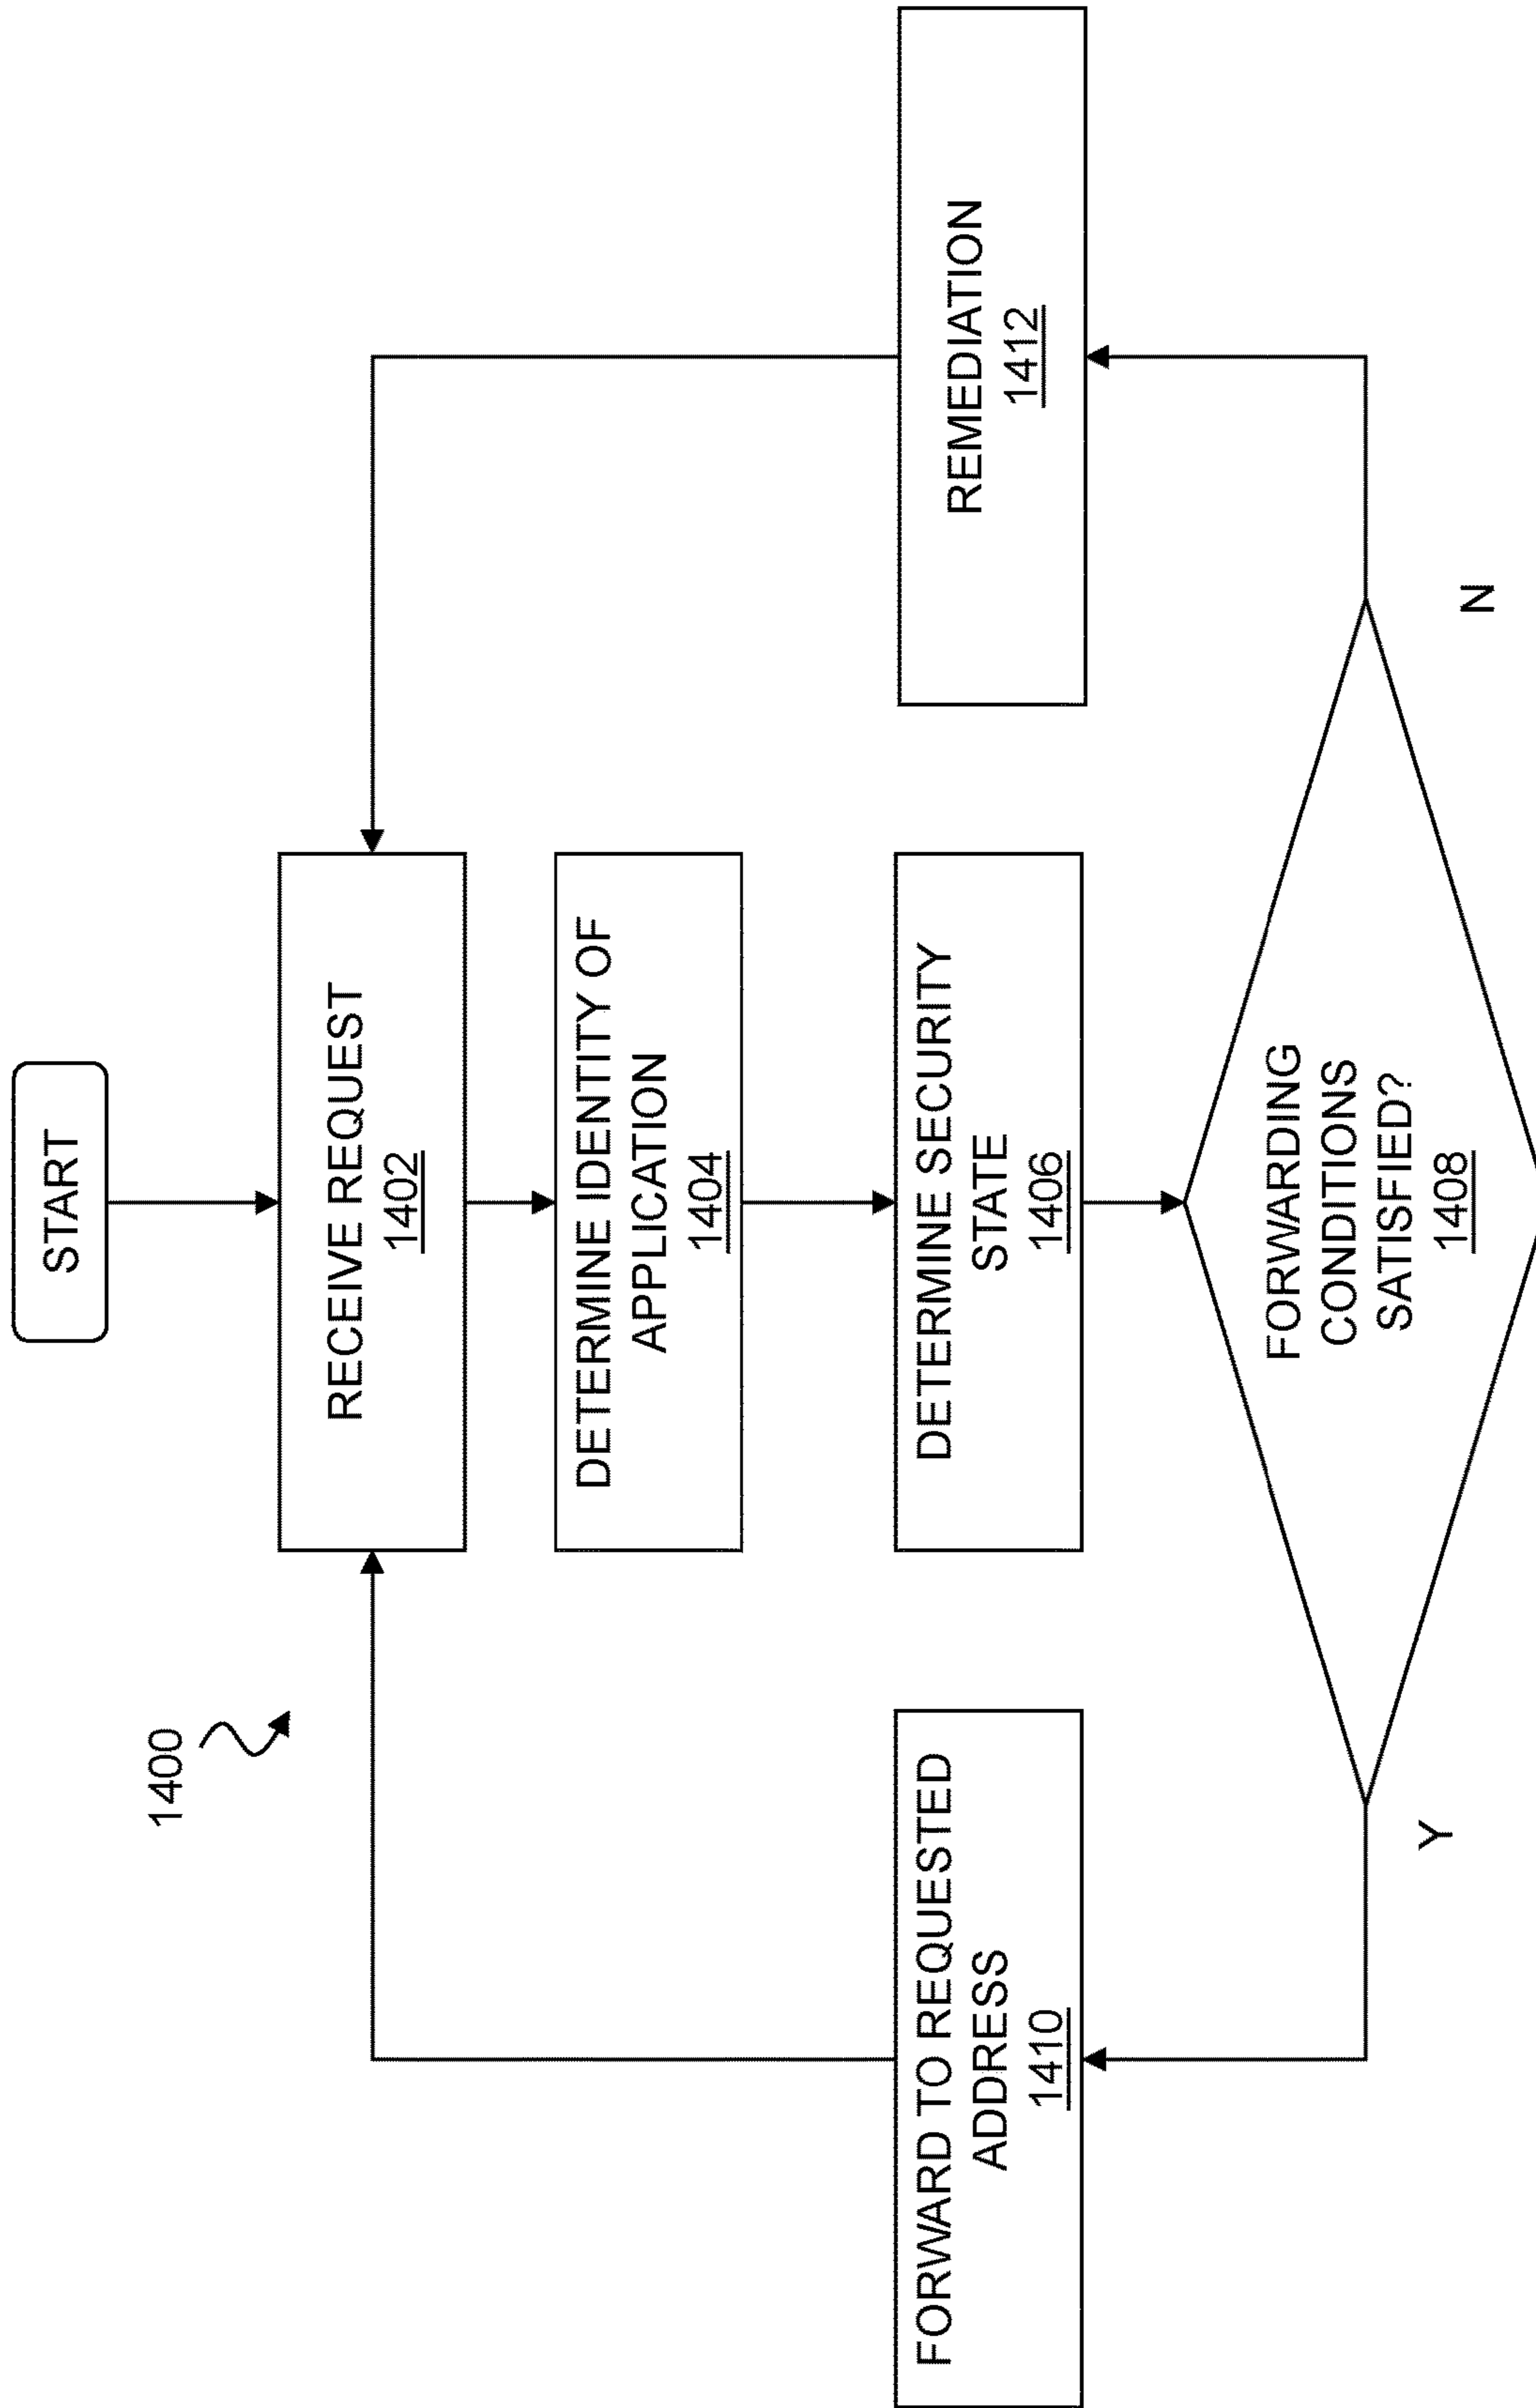 START
1400
RECEIVE REQUEST
1402
DETERMINE IDENTITY OF
APPLICATION
1404
FORWARD TO REQUESTED
ADDRESS
1410
DETERMINE SECURITY
STATE
1406
REMEDIATION
1412
FORWARDING
CONDITIONS
SATISFIED?
1408
Y
N